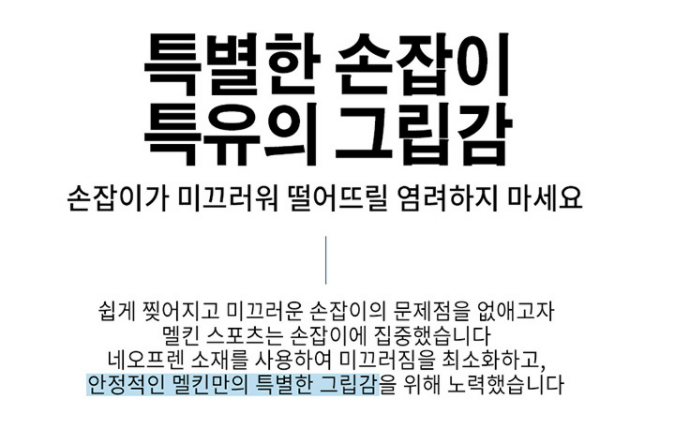 특별한 손잡이
특유의 그립감
손잡이가 미끄러워 떨어뜨릴 염려하지 마세요
쉽게 찢어지고 미끄러운 손잡이의 문제점을 없애고자
멜킨 스포츠는 손잡이에 집중했습니다
네오프렌 소재를 사용하여 미끄러짐을 최소화하고,
안정적인 멜킨만의 특별한 그립감을 위해 노력했습니다